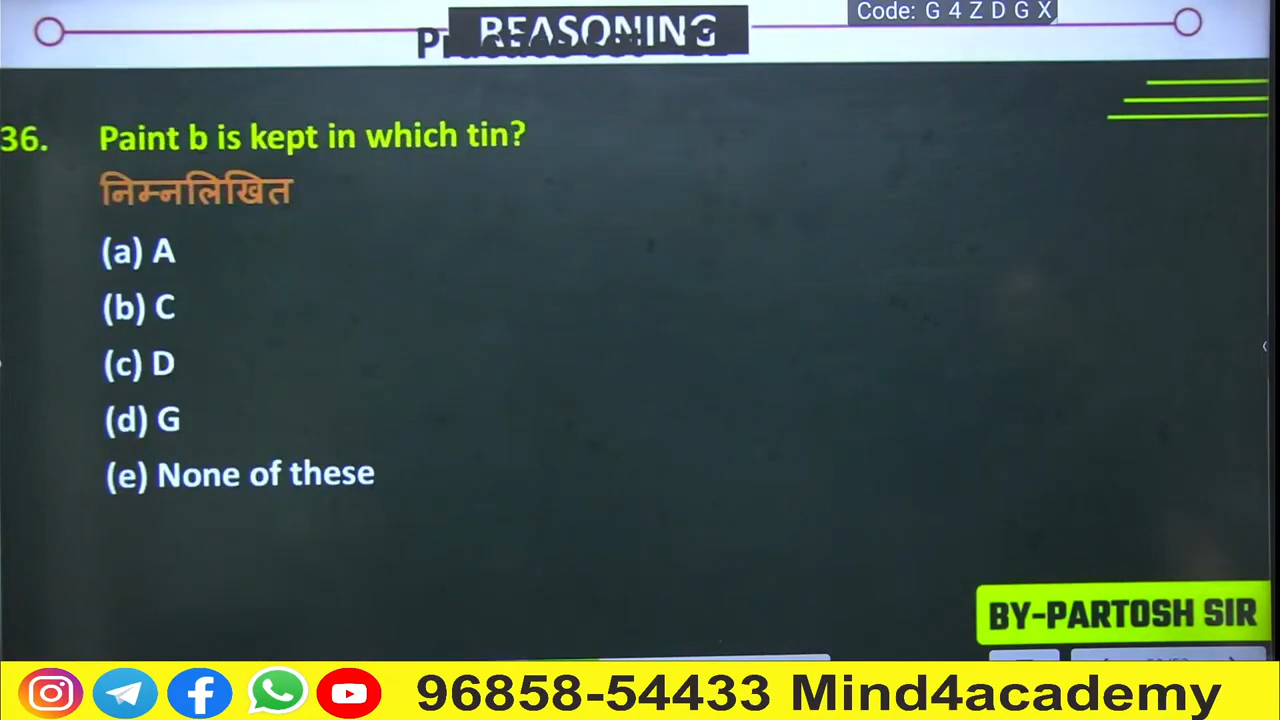 REASONING
Code: G 4 Z D G X
36. Paint b is kept in which tin?
निम्नलिखित
(a) A
(b) C
(c) D
(d) G
(e) None of these
BY-PARTOSH SIR
96858-54433 Mind4academy